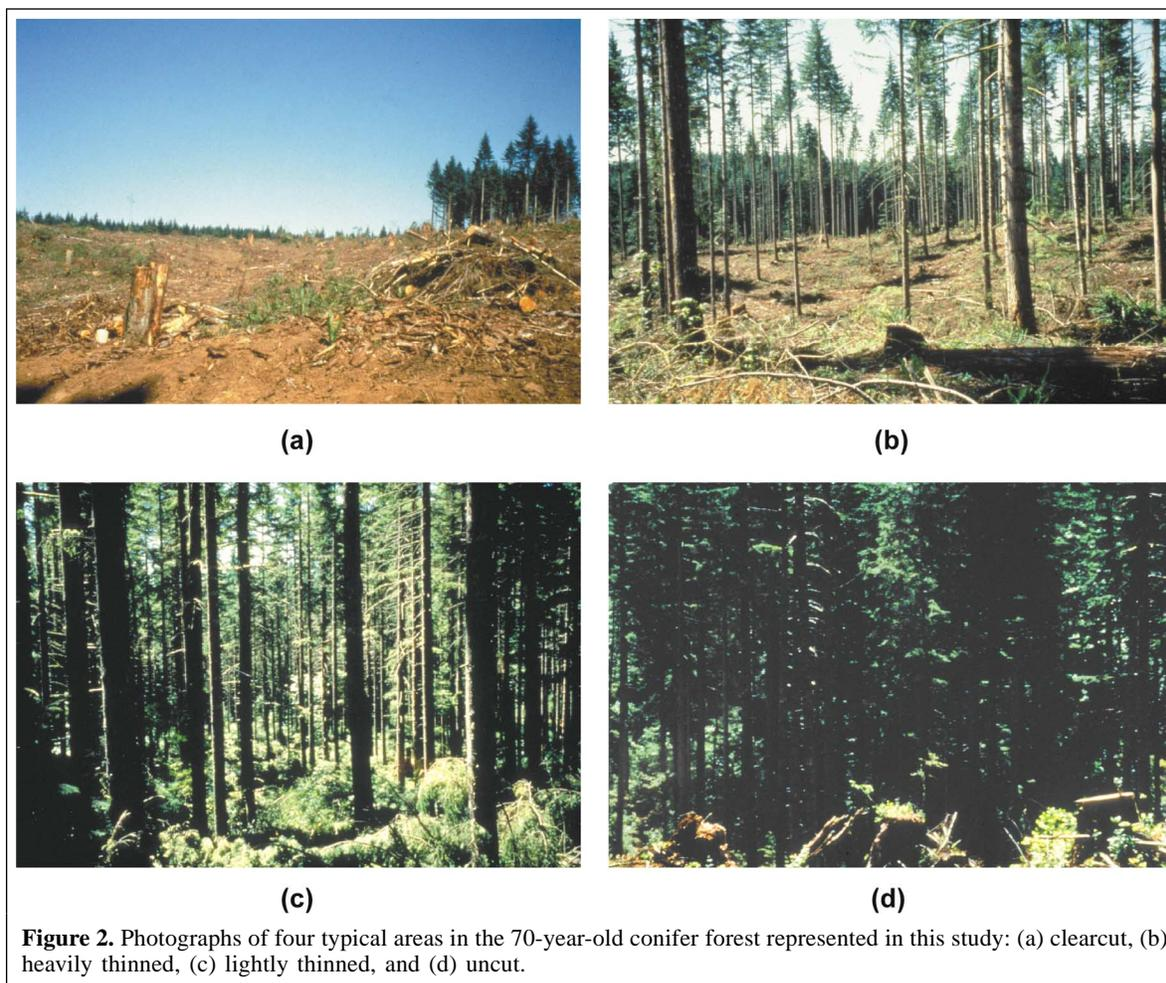 (a)
(b)
(c)
(d)
Figure 2. Photographs of four typical areas in the 70-year-old conifer forest represented in this study: (a) clearcut, (b)
heavily thinned, (c) lightly thinned, and (d) uncut.